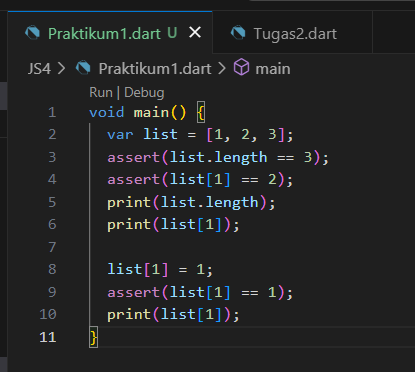 Praktikum1.dart U Tugas2.dart
JS4 > Praktikum1.dart > main
Run | Debug
1 void main() {
2 var list = [1, 2, 3];
3 assert(list.length == 3);
4 assert(list[1] == 2);
5 print(list.length);
6 print(list[1]);
7
8 list[1] = 1;
9 assert(list[1] == 1);
10 print(list[1]);
11 }